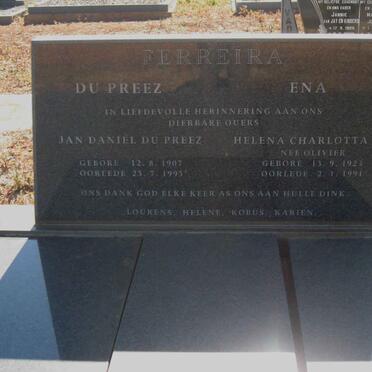 FERREIRA
DU PREEZ ENA
IN LIEFDEVOLLE HERINNERING AAN ONS
DIERBARE OUERS
JAN DANIËL DU PREEZ HELENA CHARLOTTA
NEE OLIVIER
GEBORE 12. 8. 1907 GEBORE 13. 9. 1923
OORLEDE 23. 7. 1995 OORLEDE 2. 1. 1991
ONS DANK GOD ELKE KEER AS ONS AAN HULLE DINK.
LOURENS, HELENE, KOBUS, KARIEN.